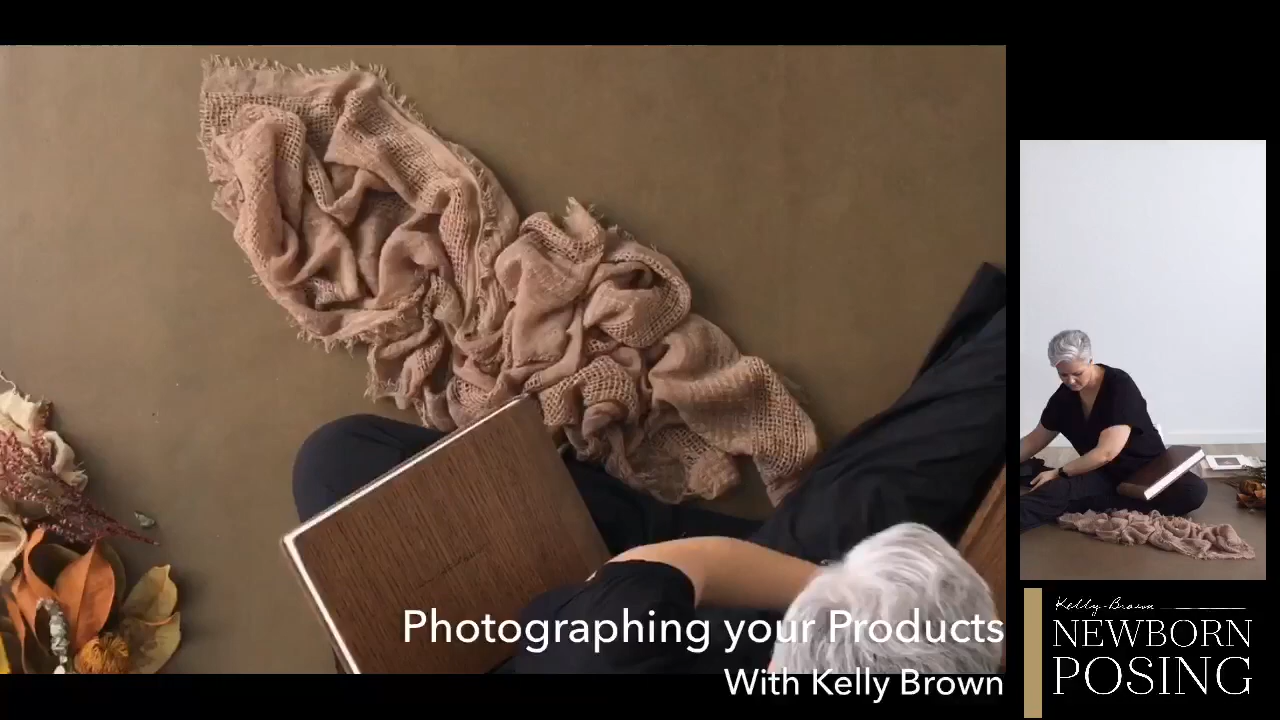 Photographing your Products
With Kelly Brown
Kelly Brown
NEWBORN
POSING